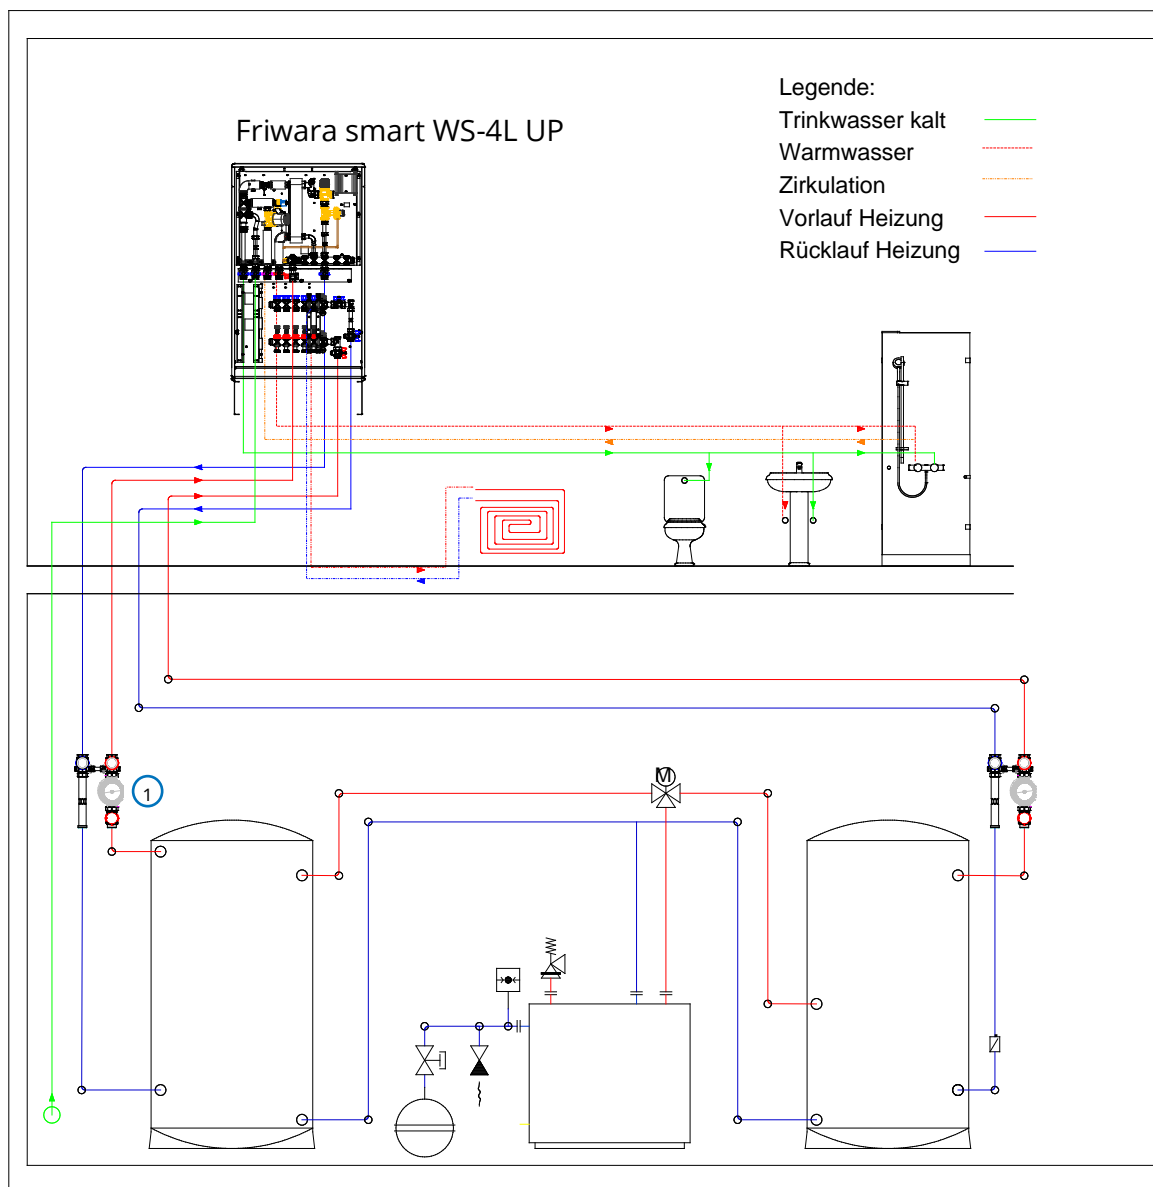 Legende:
Friwara smart WS-4L UP
Trinkwasser kalt
Warmwasser
Zirkulation
Vorlauf Heizung
Rücklauf Heizung
M
1